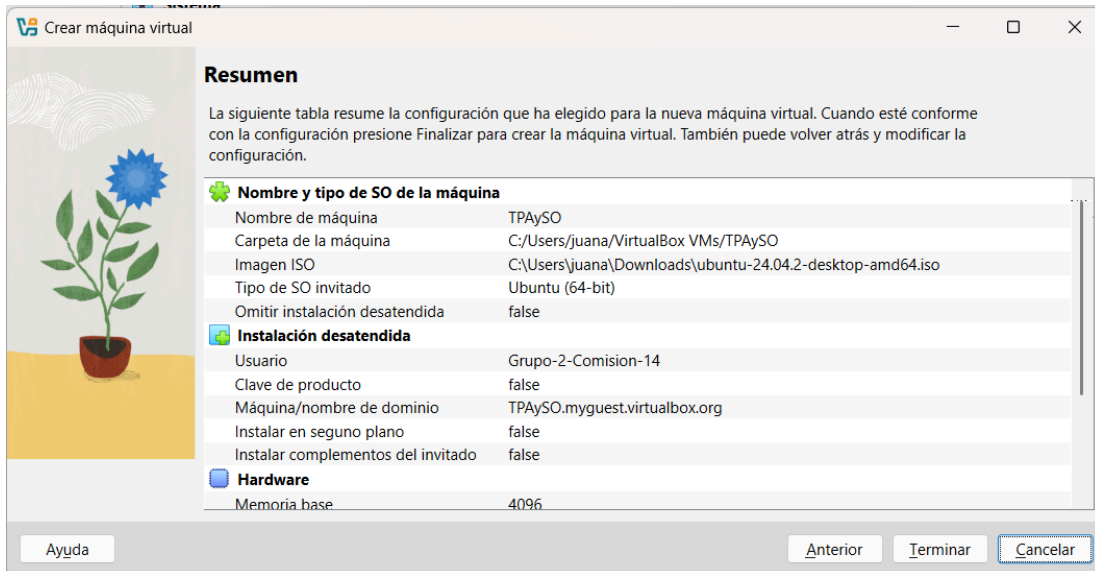 Crear máquina virtual
Resumen
La siguiente tabla resume la configuración que ha elegido para la nueva máquina virtual. Cuando esté conforme
con la configuración presione Finalizar para crear la máquina virtual. También puede volver atrás y modificar la
configuración.
Nombre y tipo de SO de la máquina
Nombre de máquina TPAySO
Carpeta de la máquina C:/Users/juana/VirtualBox VMs/TPAySO
Imagen ISO C:\Users\juana\Downloads\ubuntu-24.04.2-desktop-amd64.iso
Tipo de SO invitado Ubuntu (64-bit)
Omitir instalación desatendida false
Instalación desatendida
Usuario Grupo-2-Comision-14
Clave de producto false
Máquina/nombre de dominio TPAySO.myguest.virtualbox.org
Instalar en seguno plano false
Instalar complementos del invitado false
Hardware
Memoria base 4096
Ayuda Anterior Terminar Cancelar